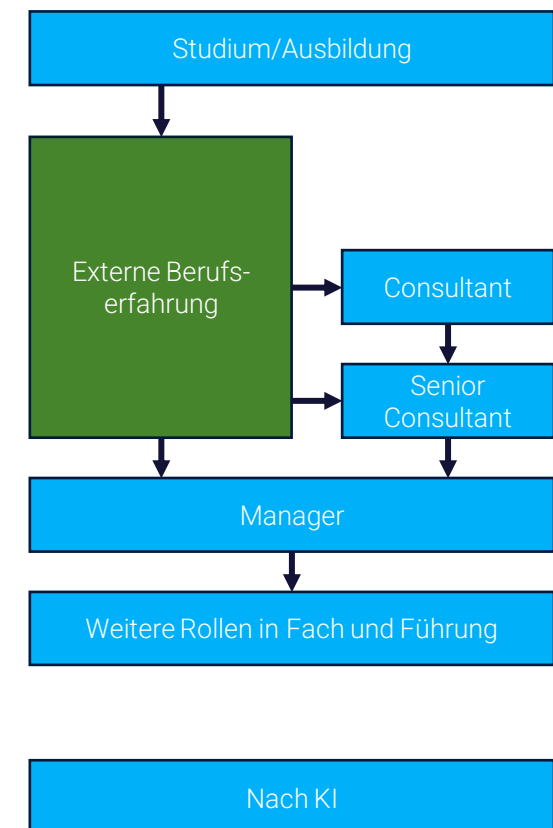 Studium/Ausbildung
Externe Berufs-
erfahrung
Consultant
Senior
Consultant
Manager
Weitere Rollen in Fach und Führung
Nach KI